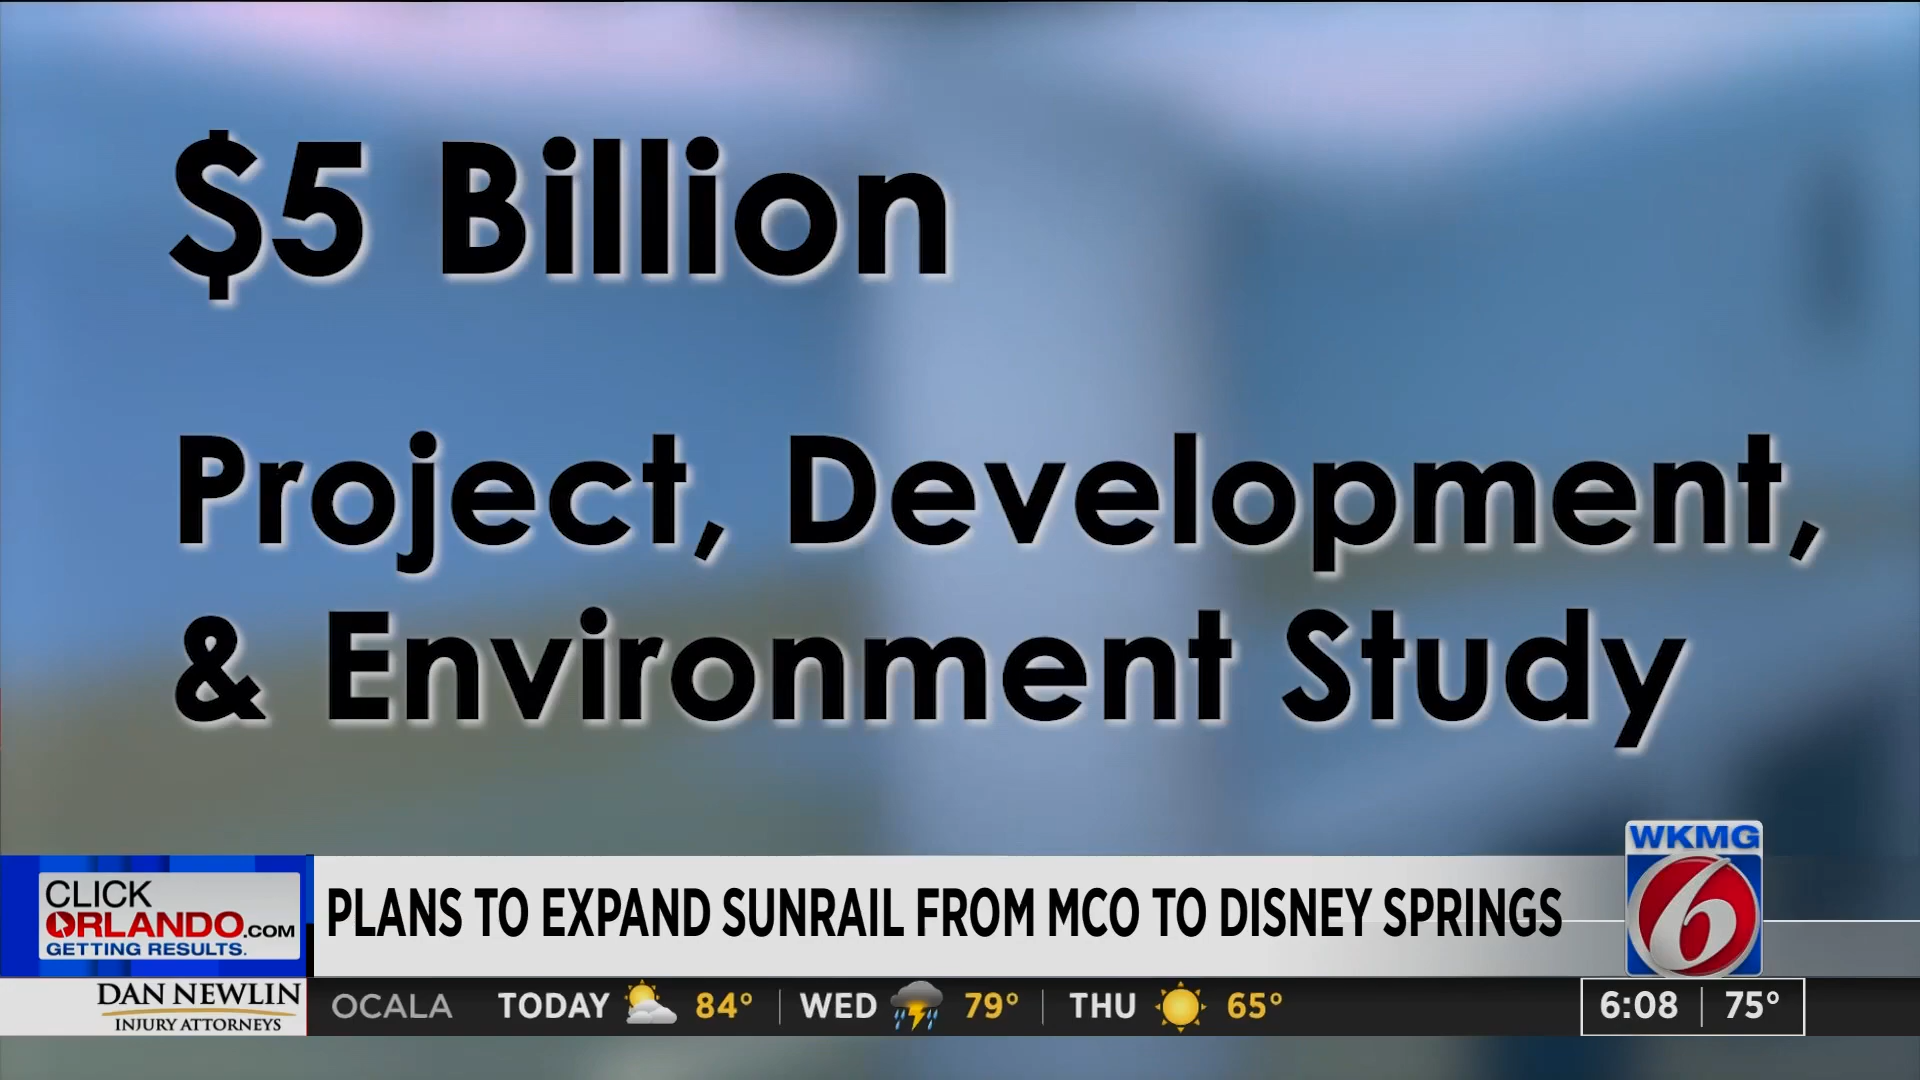 $5 Billion
Project, Development,
& Environment Study
WKMG
6
CLICK
ORLANDO.COM
GETTING RESULTS.
PLANS TO EXPAND SUNRAIL FROM MCO TO DISNEY SPRINGS
DAN NEWLIN
INJURY ATTORNEYS
OCALA TODAY 84° WED 79° THU 65°
6:08 75°